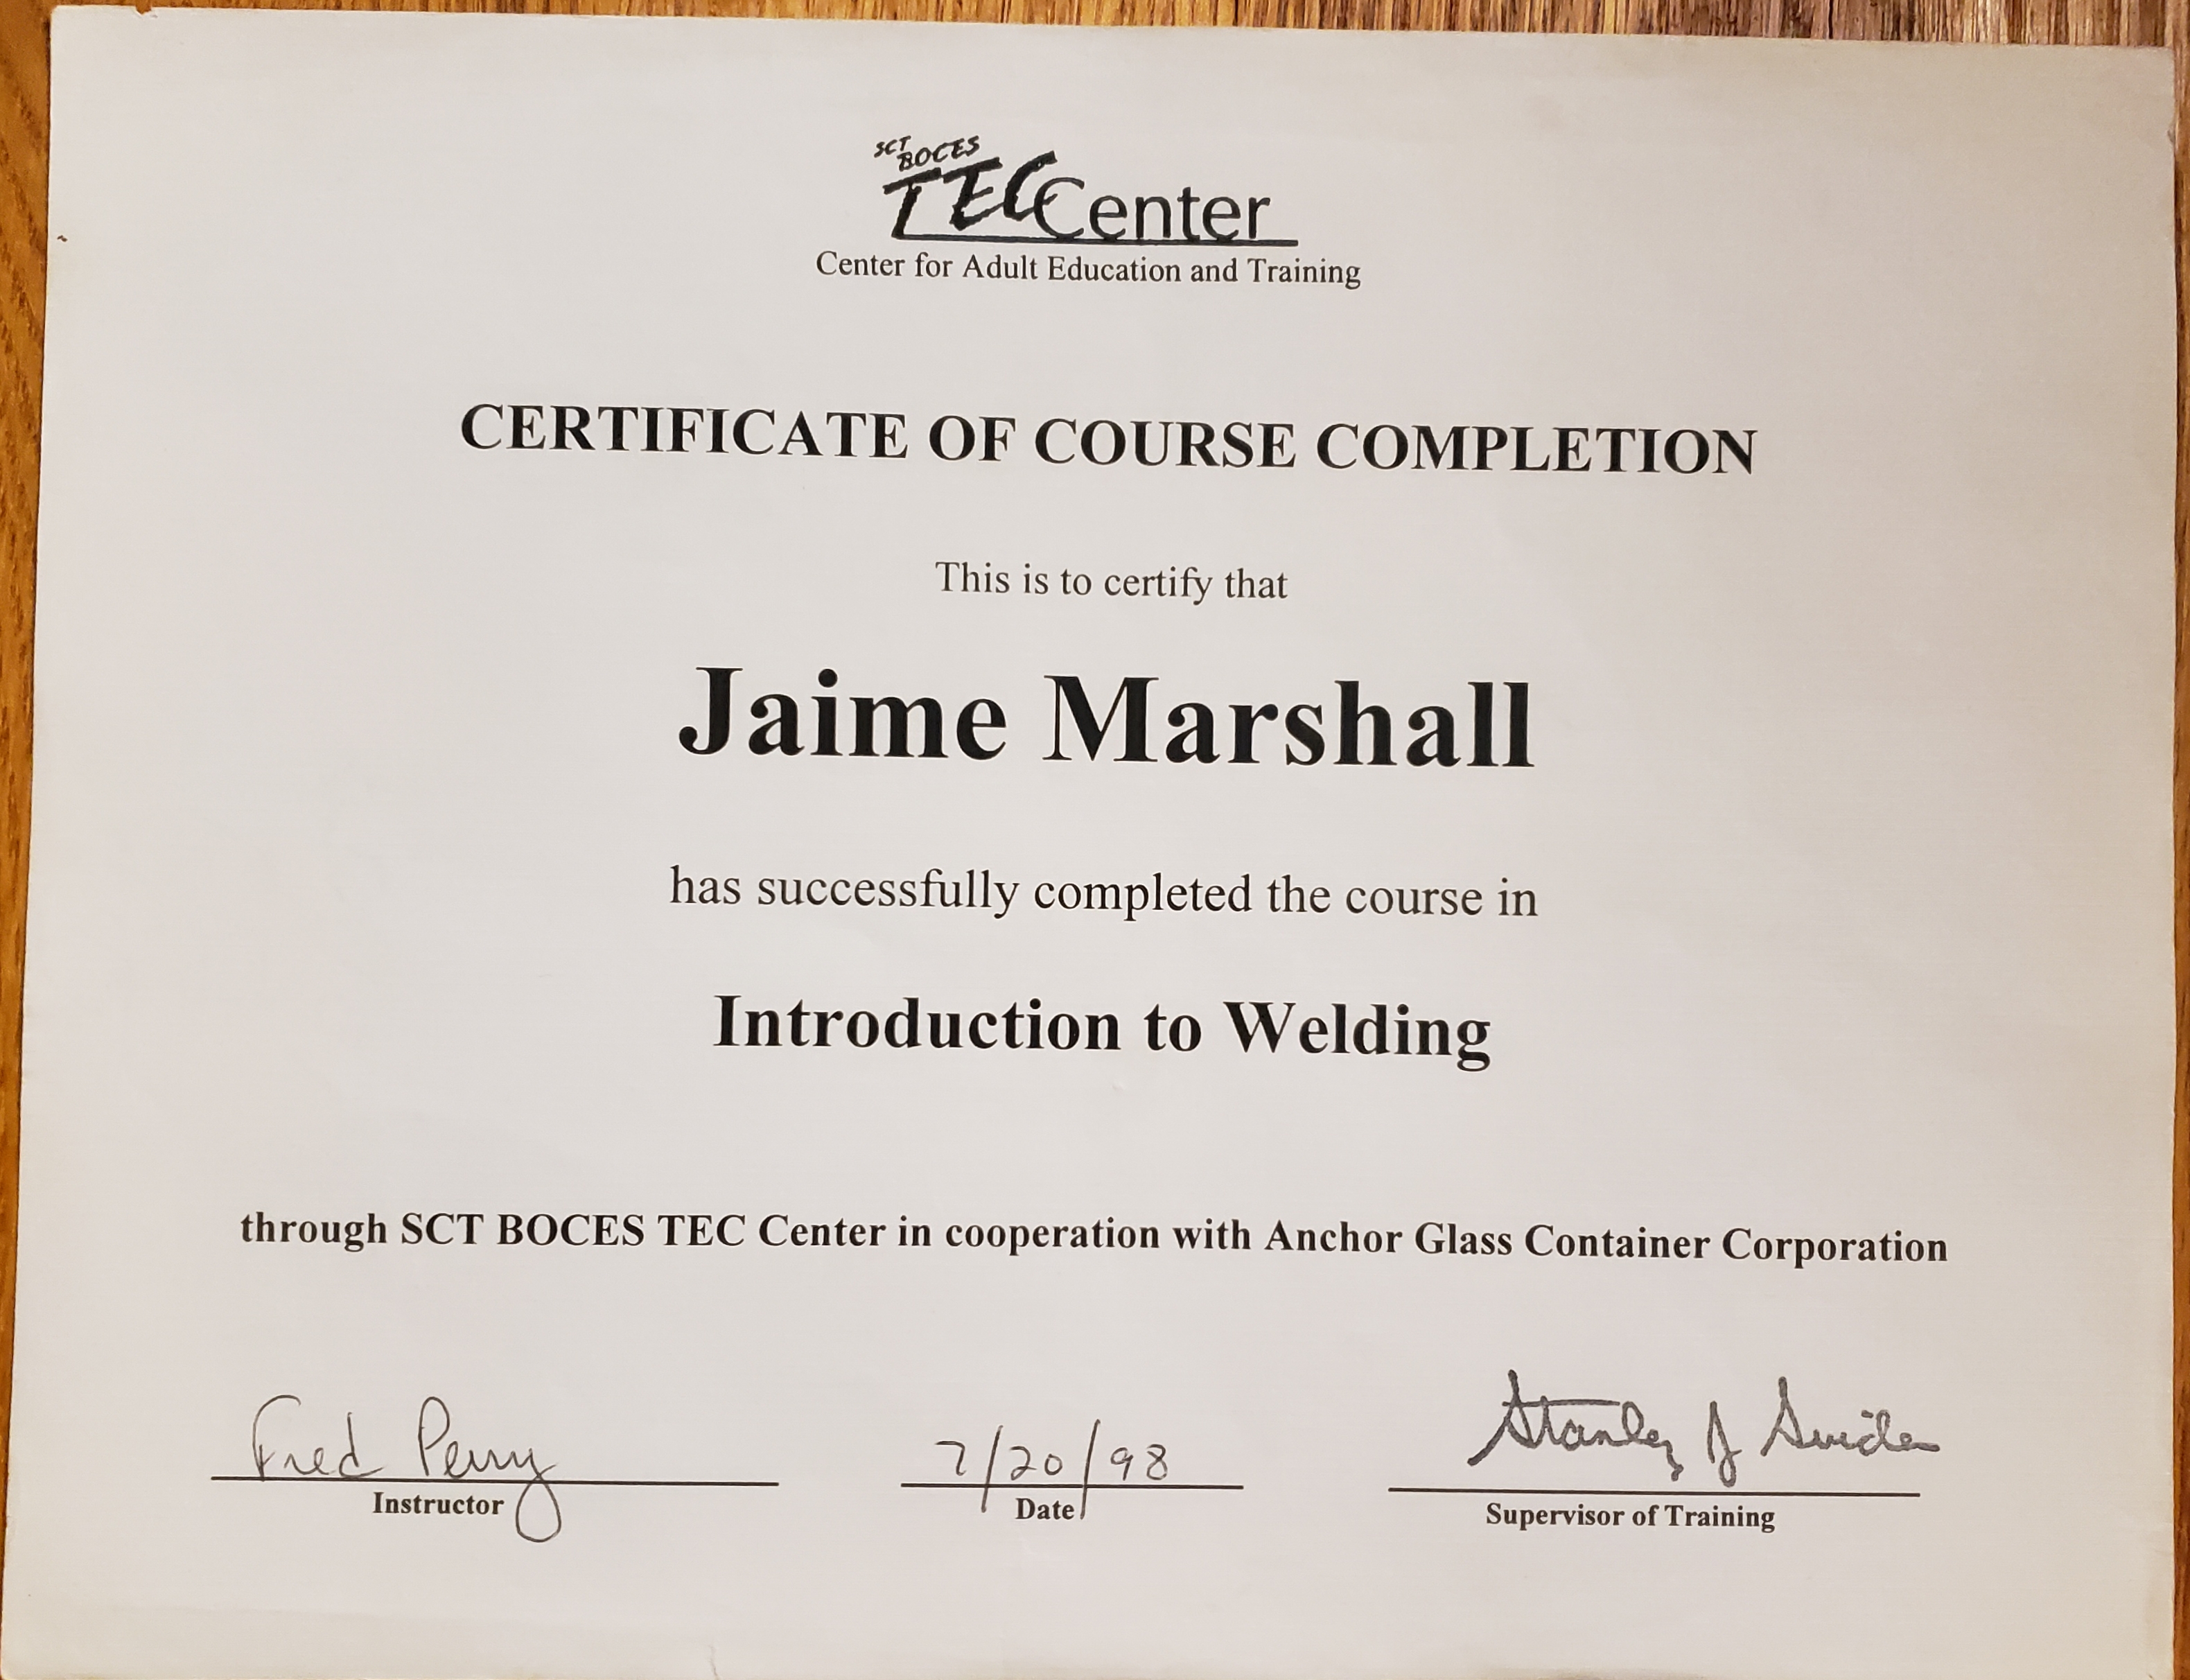 SCT
BOCES
TEC Center
Center for Adult Education and Training
CERTIFICATE OF COURSE COMPLETION
This is to certify that
Jaime Marshall
has successfully completed the course in
Introduction to Welding
through SCT BOCES TEC Center in cooperation with Anchor Glass Container Corporation
Fred Perry 7/20/98 Stanley J
Instructor Date Supervisor of Training